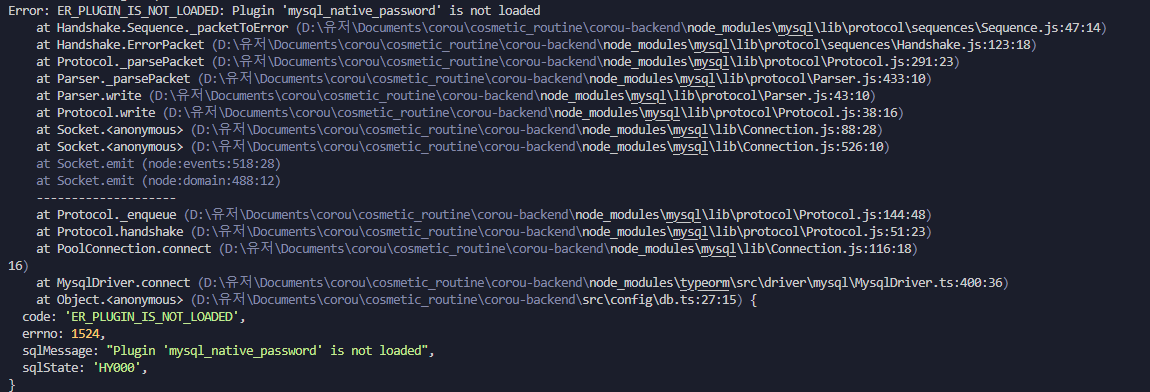 Error: ER_PLUGIN_IS_NOT_LOADED: Plugin 'mysql_native_password' is not loaded
    at Handshake.Sequence._packetToError (D:\유저\Documents\corou\cosmetic_routine\corou-backend\node_modules\mysql\lib\protocol\sequences\Sequence.js:47:14)
    at Handshake.ErrorPacket (D:\유저\Documents\corou\cosmetic_routine\corou-backend\node_modules\mysql\lib\protocol\sequences\Handshake.js:123:18)
    at Protocol._parsePacket (D:\유저\Documents\corou\cosmetic_routine\corou-backend\node_modules\mysql\lib\protocol\Protocol.js:291:23)
    at Parser._parsePacket (D:\유저\Documents\corou\cosmetic_routine\corou-backend\node_modules\mysql\lib\protocol\Parser.js:433:10)
    at Parser.write (D:\유저\Documents\corou\cosmetic_routine\corou-backend\node_modules\mysql\lib\protocol\Parser.js:43:10)
    at Protocol.write (D:\유저\Documents\corou\cosmetic_routine\corou-backend\node_modules\mysql\lib\protocol\Protocol.js:38:16)
    at Socket.<anonymous> (D:\유저\Documents\corou\cosmetic_routine\corou-backend\node_modules\mysql\lib\Connection.js:88:28)
    at Socket.<anonymous> (D:\유저\Documents\corou\cosmetic_routine\corou-backend\node_modules\mysql\lib\Connection.js:526:10)
    at Socket.emit (node:events:518:28)
    at Socket.emit (node:domain:488:12)
    --------------------
    at Protocol._enqueue (D:\유저\Documents\corou\cosmetic_routine\corou-backend\node_modules\mysql\lib\protocol\Protocol.js:144:48)
    at Protocol.handshake (D:\유저\Documents\corou\cosmetic_routine\corou-backend\node_modules\mysql\lib\protocol\Protocol.js:51:23)
    at PoolConnection.connect (D:\유저\Documents\corou\cosmetic_routine\corou-backend\node_modules\mysql\lib\Connection.js:116:18)
16)
    at MysqlDriver.connect (D:\유저\Documents\corou\cosmetic_routine\corou-backend\node_modules\typeorm\src\driver\mysql\MysqlDriver.ts:400:36)
    at Object.<anonymous> (D:\유저\Documents\corou\cosmetic_routine\corou-backend\src\config\db.ts:27:15) {
  code: 'ER_PLUGIN_IS_NOT_LOADED',
  errno: 1524,
  sqlMessage: "Plugin 'mysql_native_password' is not loaded",
  sqlState: 'HY000',
}